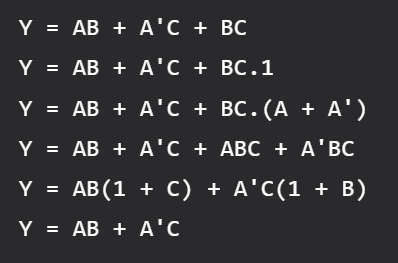 Y = AB + A'C + BC
Y = AB + A'C + BC.1
Y = AB + A'C + BC.(A + A')
Y = AB + A'C + ABC + A'BC
Y = AB(1 + C) + A'C(1 + B)
Y = AB + A'C